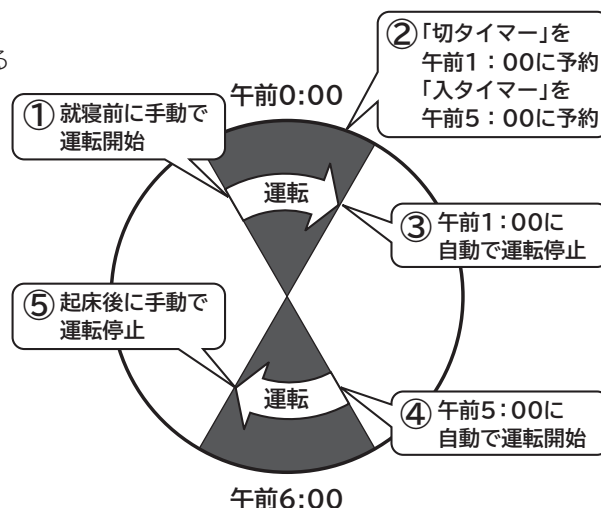 る
② 「切タイマー」を
午前1：00に予約
「入タイマー」を
午前5：00に予約
午前0:00
① 就寝前に手動で
運転開始
運転
③ 午前1：00に
自動で運転停止
⑤ 起床後に手動で
運転停止
運転
④ 午前5：00に
自動で運転開始
午前6:00